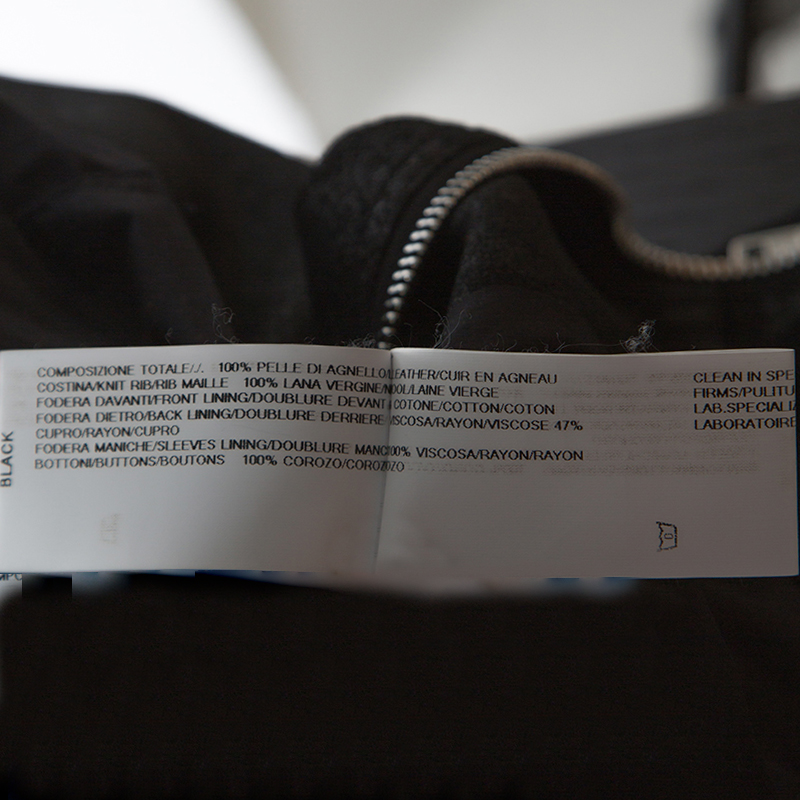 COMPOSIZIONE TOTALE/./. 100% PELLE DI AGNELLO/LEATHER/CUIR EN AGNEAU
COSTINA/KNIT RIB/RIB MAILLE 100% LANA VERGINE/WOOL/LAINE VIERGE
FODERA DAVANTI/FRONT LINING/DOUBLURE DEVANT COTONE/COTTON/COTON
FODERA DIETRO/BACK LINING/DOUBLURE DERRIERE VISCOSA/RAYON/VISCOSE 47%
CUPRO/RAYON/CUPRO
FODERA MANICHE/SLEEVES LINING/DOUBLURE 100% VISCOSA/RAYON/RAYON
BOTTONI/BUTTONS/BOUTONS 100% COROZO/COROZO
CLEAN IN SPE
FIRMS/PULITU
LAB.SPECIALI
LABORATOIRE
BLACK